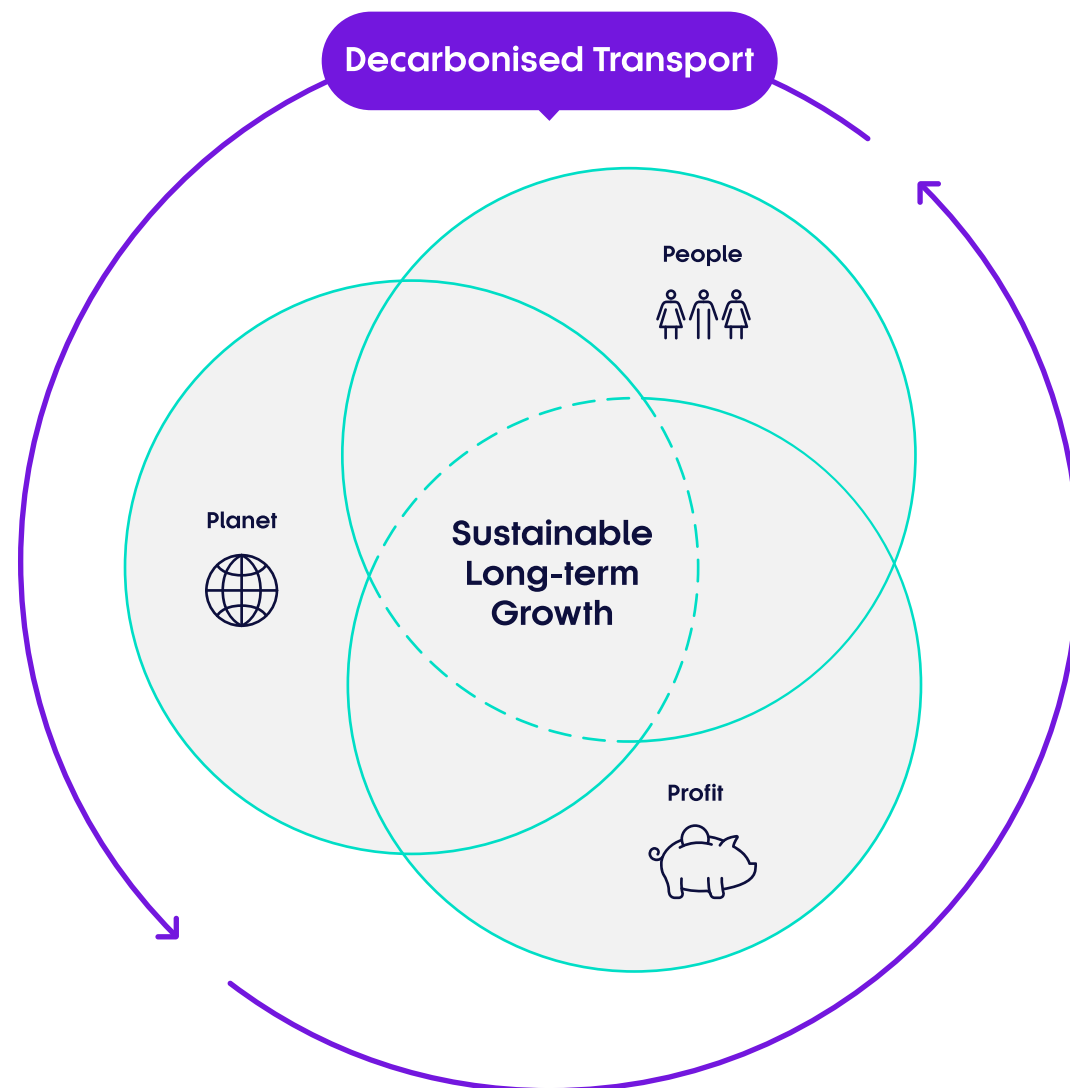 Decarbonised Transport
People
Planet
Sustainable
Long-term
Growth
Profit